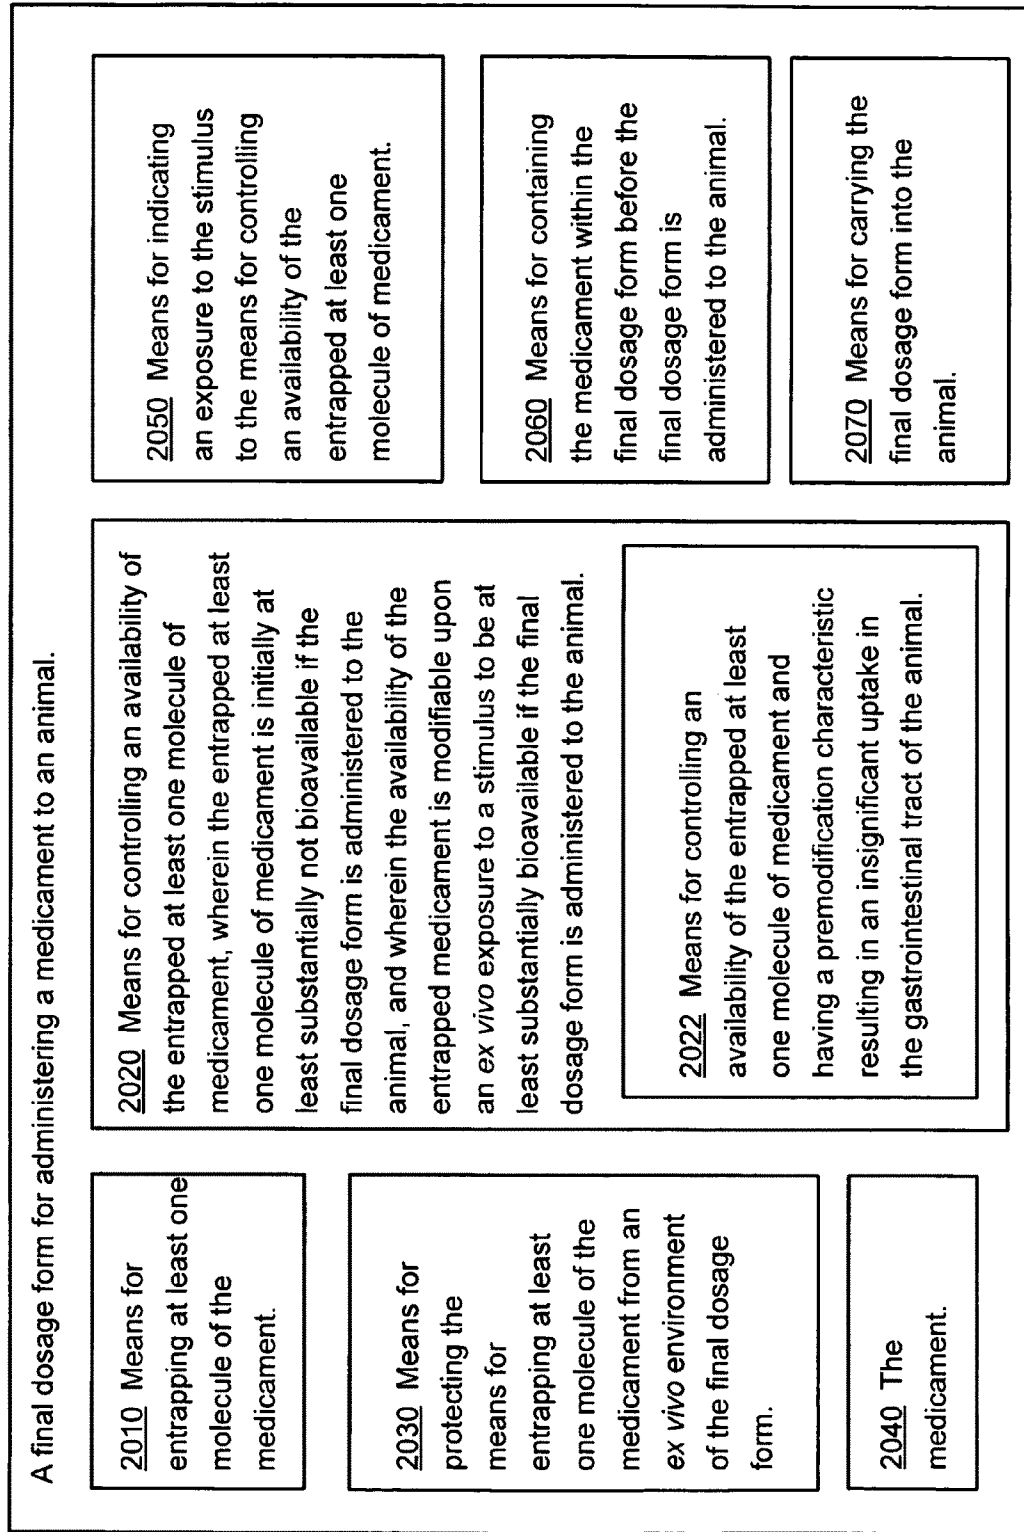 A final dosage form for administering a medicament to an animal.
2010 Means for
entrapping at least one
molecule of the
medicament.
2030 Means for
protecting the
means for
entrapping at least
one molecule of the
medicament from an
ex vivo environment
of the final dosage
form.
2040 The
medicament.
2020 Means for controlling an availability of
the entrapped at least one molecule of
medicament, wherein the entrapped at least
one molecule of medicament is initially at
least substantially not bioavailable if the
final dosage form is administered to the
animal, and wherein the availability of the
entrapped medicament is modifiable upon
an ex vivo exposure to a stimulus to be at
least substantially bioavailable if the final
dosage form is administered to the animal.
2022 Means for controlling an
availability of the entrapped at least
one molecule of medicament and
having a premodification characteristic
resulting in an insignificant uptake in
the gastrointestinal tract of the animal.
2050 Means for indicating
an exposure to the stimulus
to the means for controlling
an availability of the
entrapped at least one
molecule of medicament.
2060 Means for containing
the medicament within the
final dosage form before the
final dosage form is
administered to the animal.
2070 Means for carrying the
final dosage form into the
animal.